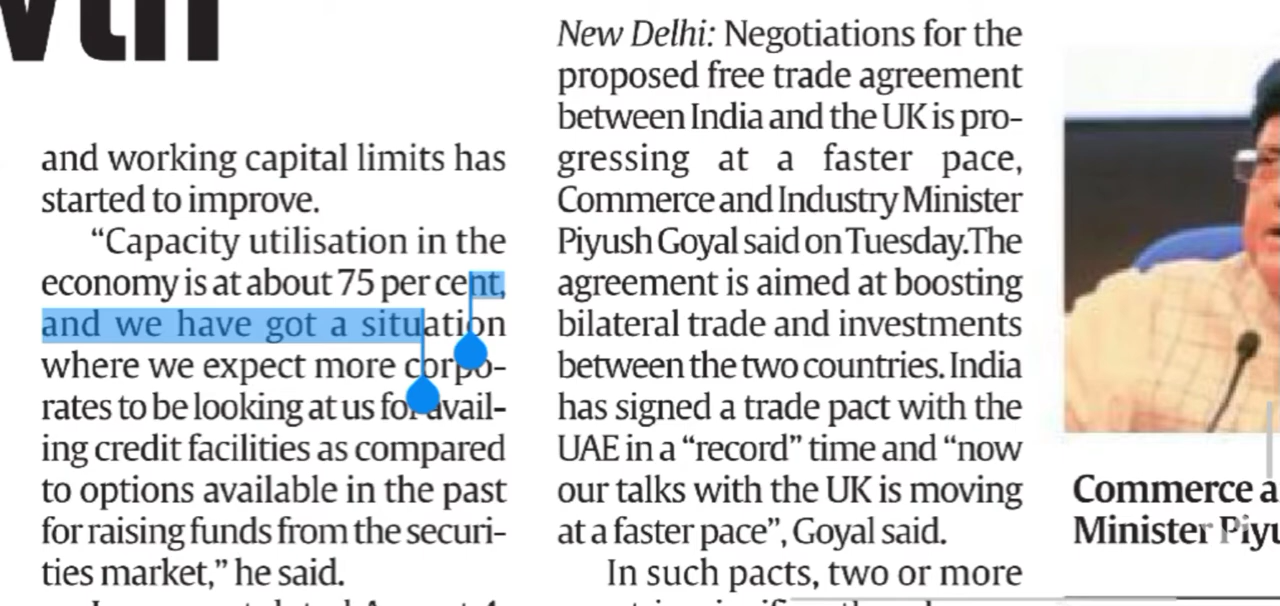 and working capital limits has
started to improve.
“Capacity utilisation in the
economy is at about 75 per cent,
and we have got a situation
where we expect more corpo-
rates to be looking at us for avail-
ing credit facilities as compared
to options available in the past
for raising funds from the securi-
ties market,” he said.
New Delhi: Negotiations for the
proposed free trade agreement
between India and the UK is pro-
gressing at a faster pace,
Commerce and Industry Minister
Piyush Goyal said on Tuesday.The
agreement is aimed at boosting
bilateral trade and investments
between the two countries. India
has signed a trade pact with the
UAE in a “record” time and “now
our talks with the UK is moving
at a faster pace”, Goyal said.
In such pacts, two or more
Commerce a
Minister Piyu